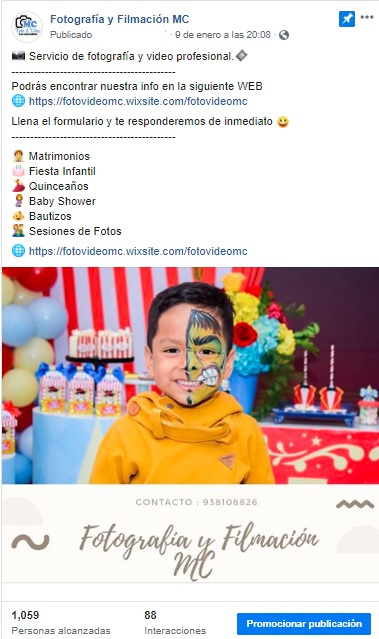 Fotografía y Filmación MC
Publicado · 9 de enero a las 20:08 ·
Servicio de fotografía y video profesional.
-----------------------------------------
Podrás encontrar nuestra info en la siguiente WEB
https://fotovideomc.wixsite.com/fotovideomc
Llena el formulario y te responderemos de inmediato
-----------------------------------------
Matrimonios
Fiesta Infantil
Quinceaños
Baby Shower
Bautizos
Sesiones de Fotos
https://fotovideomc.wixsite.com/fotovideomc
CONTACTO : 938108826
Fotografía y Filmación
MC
1,059
Personas alcanzadas
88
Interacciones
Promocionar publicación